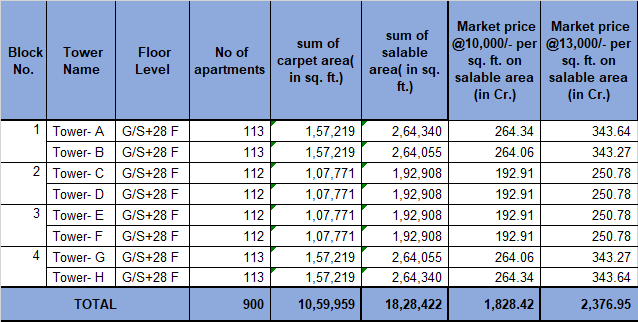 Block No. Tower Name Floor Level No of apartments sum of carpet area( in sq. ft.) sum of salable area( in sq. ft.) Market price @10,000/- per sq. ft. on salable area (in Cr.) Market price @13,000/- per sq. ft. on salable area (in Cr.)
1 Tower- A G/S+28 F 113 1,57,219 2,64,340 264.34 343.64
Tower- B G/S+28 F 113 1,57,219 2,64,055 264.06 343.27
2 Tower- C G/S+28 F 112 1,07,771 1,92,908 192.91 250.78
Tower- D G/S+28 F 112 1,07,771 1,92,908 192.91 250.78
3 Tower- E G/S+28 F 112 1,07,771 1,92,908 192.91 250.78
Tower- F G/S+28 F 112 1,07,771 1,92,908 192.91 250.78
4 Tower- G G/S+28 F 113 1,57,219 2,64,055 264.06 343.27
Tower- H G/S+28 F 113 1,57,219 2,64,340 264.34 343.64
TOTAL 900 10,59,959 18,28,422 1,828.42 2,376.95